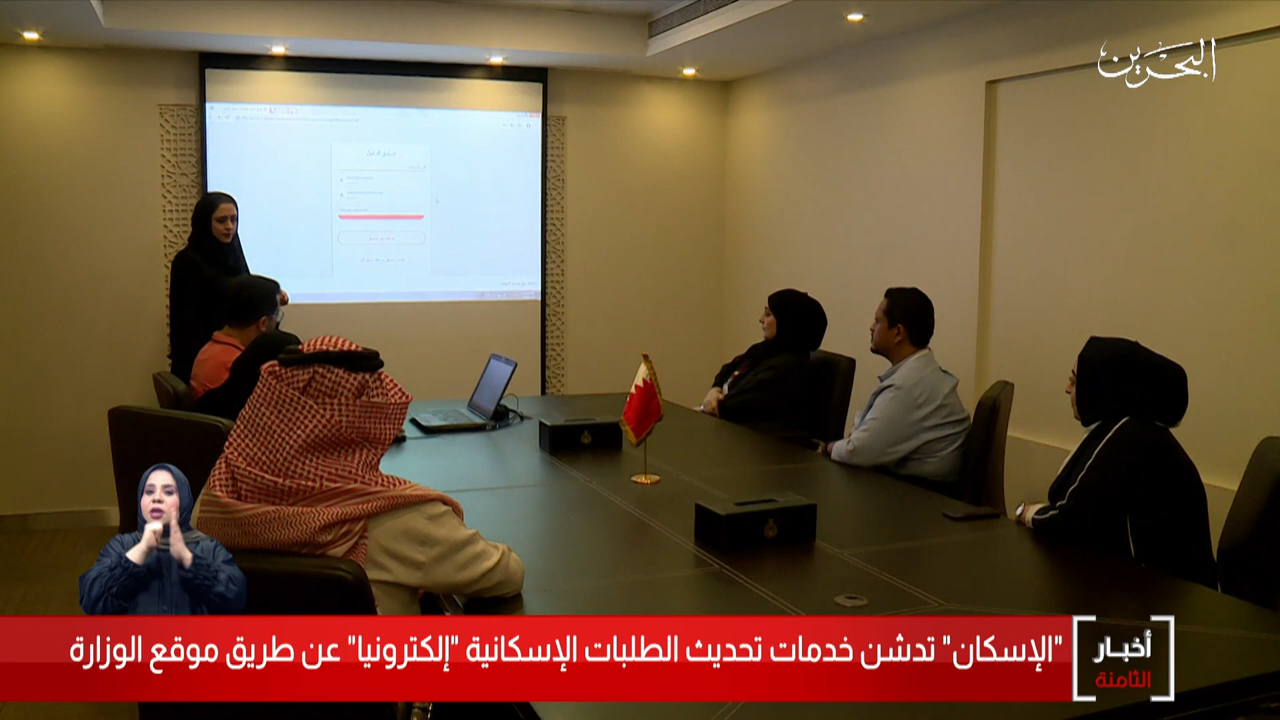 البحرين
"الإسكان" تدشن خدمات تحديث الطلبات الإسكانية "إلكترونيا" عن طريق موقع الوزارة
أخبار
الثامنة